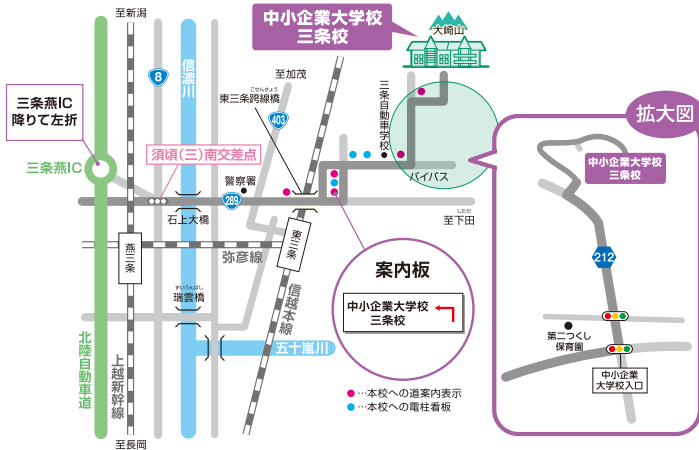 至新潟
中小企業大学校
三条校
大崎山
8
信濃川
至加茂
こせんきょう
東三条跨線橋
403
三条自動車学校
拡大図
三条燕IC
降りて左折
三条燕IC
須頃(三)南交差点
警察署
289
石上大橋
バイパス
しただ
至下田
中小企業大学校
三条校
212
燕三条
弥彦線
東三条
案内板
中小企業大学校
三条校
ずいうんばし
瑞雲橋
信越本線
五十嵐川
北陸自動車道
上越新幹線
第二つくし
保育園
中小企業
大学校入口
…本校への道案内表示
…本校への電柱看板
至長岡